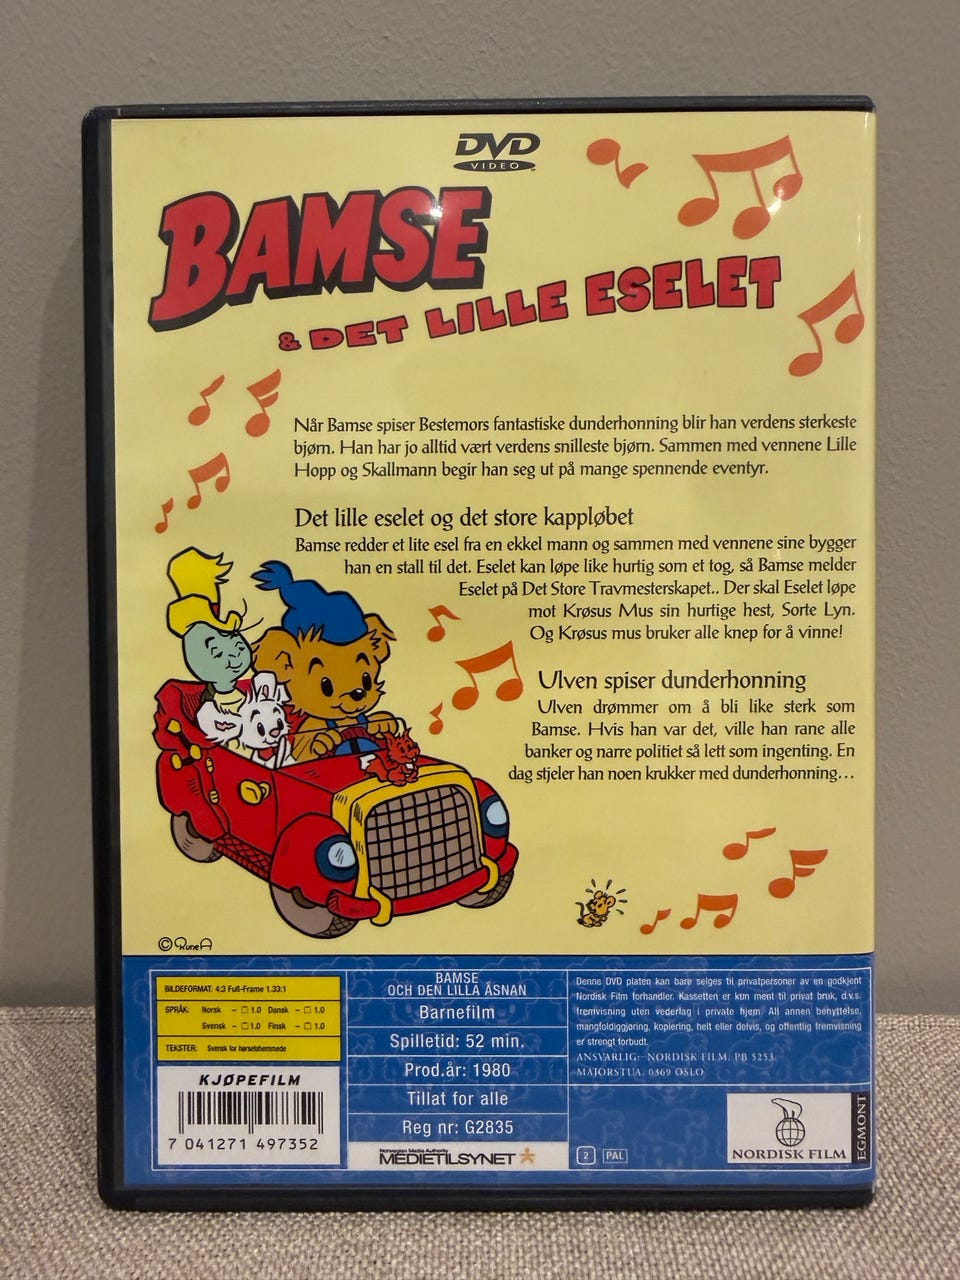 DVD
VIDEO
BAMSE
& DET LILLE ESELET
Når Bamse spiser Bestemors fantastiske dunderhonning blir han verdens sterkeste
bjørn. Han har jo alltid vært verdens snilleste bjørn. Sammen med vennene Lille
Hopp og Skallmann begir han seg ut på mange spennende eventyr.
Det lille eselet og det store kappløbet
Bamse redder et lite esel fra en ekkel mann og sammen med vennene sine bygger
han en stall til det. Eselet kan løpe like hurtig som et tog, så Bamse melder
Eselet på Det Store Travmesterskapet.. Der skal Eselet løpe
mot Krøsus Mus sin hurtige hest, Sorte Lyn.
Og Krøsus mus bruker alle knep for å vinne!
Ulven spiser dunderhonning
Ulven drømmer om å bli like sterk som
Bamse. Hvis han var det, ville han rane alle
banker og narre politiet så lett som ingenting. En
dag stjeler han noen krukker med dunderhonning...
© Rune A
BILDEFORMAT: 4:3 Full-Frame 1.33:1
SPRÅK: Norsk - 1.0 Dansk - 1.0
Svensk - 1.0 Finsk - 1.0
TEKSTER: Svensk for hørselshemmede
KJØPEFILM
7 041271 497352
BAMSE
OCH DEN LILLA ÅSNAN
Barnefilm
Spilletid: 52 min.
Prod.år: 1980
Tillat for alle
Reg nr: G2835
Norwegian Media Authority
MEDIETILSYNET
Denne DVD platen kan bare selges til privatpersoner av en godkjent
Nordisk Film forhandler. Kassetten er kun ment til privat bruk, d.v.s.
fremvisning uten vederlag i private hjem All annen benyttelse,
mangfoldiggjøring, kopiering, helt eller delvis, og offentlig fremvisning
er strengt forbudt.
ANSVARLIG: NORDISK FILM, PB 5253,
MAJORSTUA, 0369 OSLO
2 PAL
NORDISK FILM
EGMONT